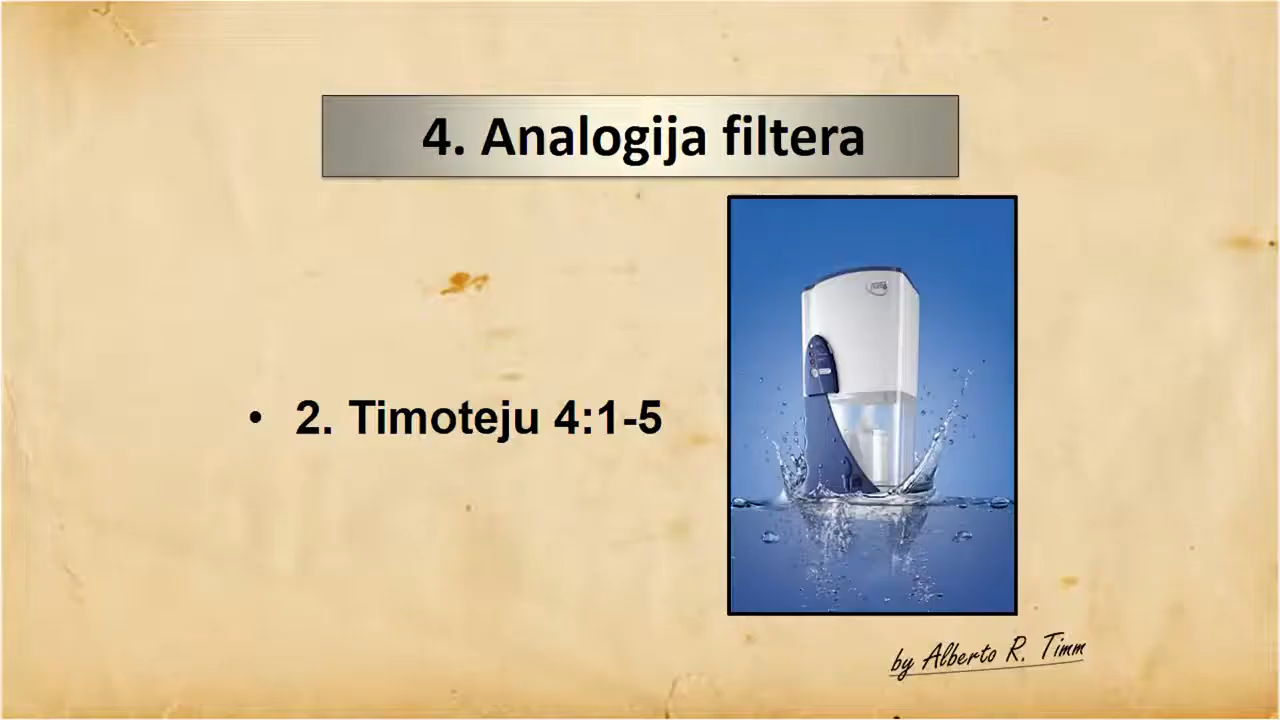 4. Analogija filtera
• 2. Timoteju 4:1-5
by Alberto R. Timm